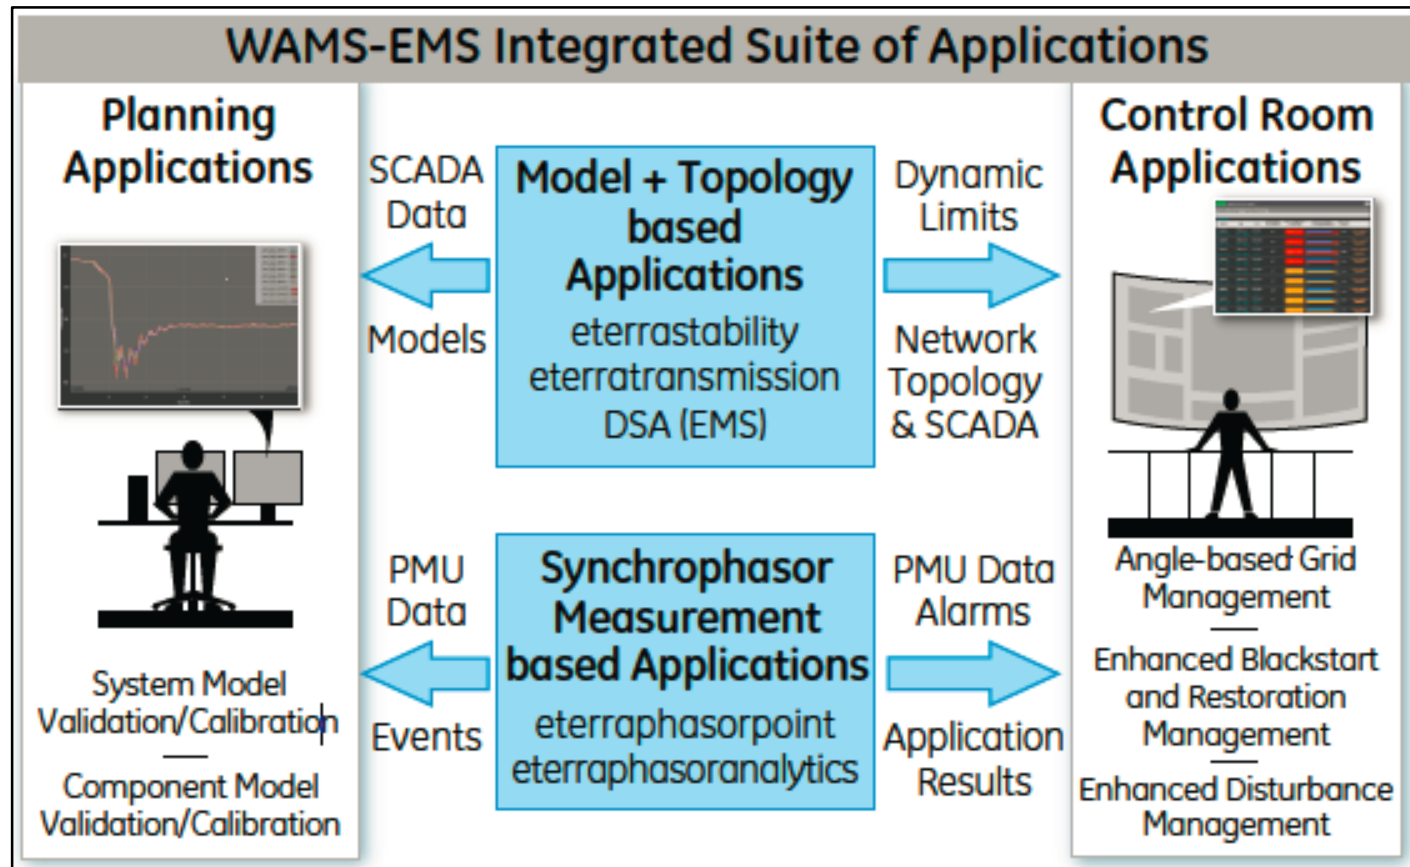 WAMS-EMS Integrated Suite of Applications
Planning
Applications
System Model
Validation/Calibration
Component Model
Validation/Calibration
SCADA
Data
Models
Model + Topology
based
Applications
eterrastability
eterratransmission
DSA (EMS)
Dynamic
Limits
Network
Topology
& SCADA
PMU
Data
Events
Synchrophasor
Measurement
based Applications
eterraphasorpoint
eterraphasoranalytics
PMU Data
Alarms
Application
Results
Control Room
Applications
Angle-based Grid
Management
Enhanced Blackstart
and Restoration
Management
Enhanced Disturbance
Management